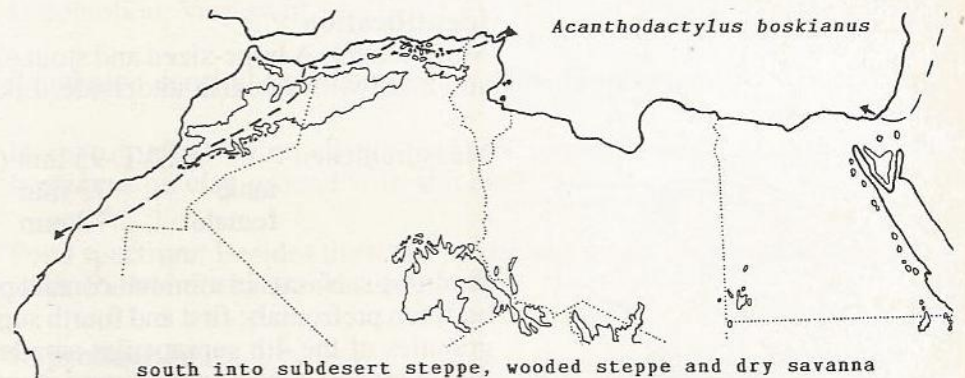 Acanthodactylus boskianus
south into subdesert steppe, wooded steppe and dry savanna